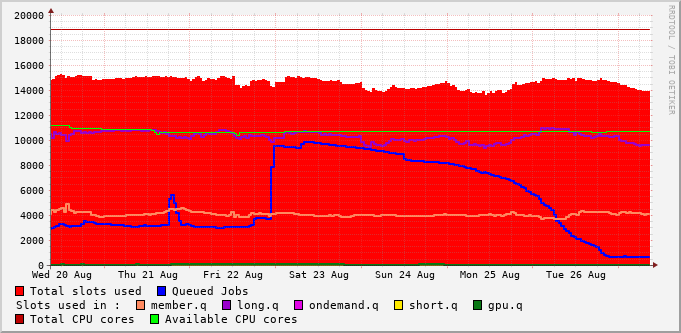 20000
18000
16000
14000
12000
10000
8000
6000
4000
2000
0
Wed 20 Aug Thu 21 Aug Fri 22 Aug Sat 23 Aug Sun 24 Aug Mon 25 Aug Tue 26 Aug
RRDTOOL / TOBI OETIKER
Total slots used Queued Jobs
Slots used in : member.q long.q ondemand.q short.q gpu.q
Total CPU cores Available CPU cores